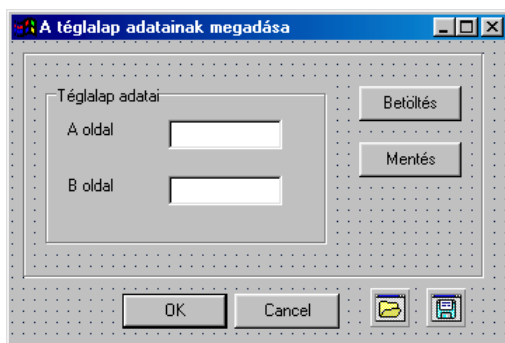 A téglalap adatainak megadása
Téglalap adatai
A oldal
B oldal
Betöltés
Mentés
OK
Cancel